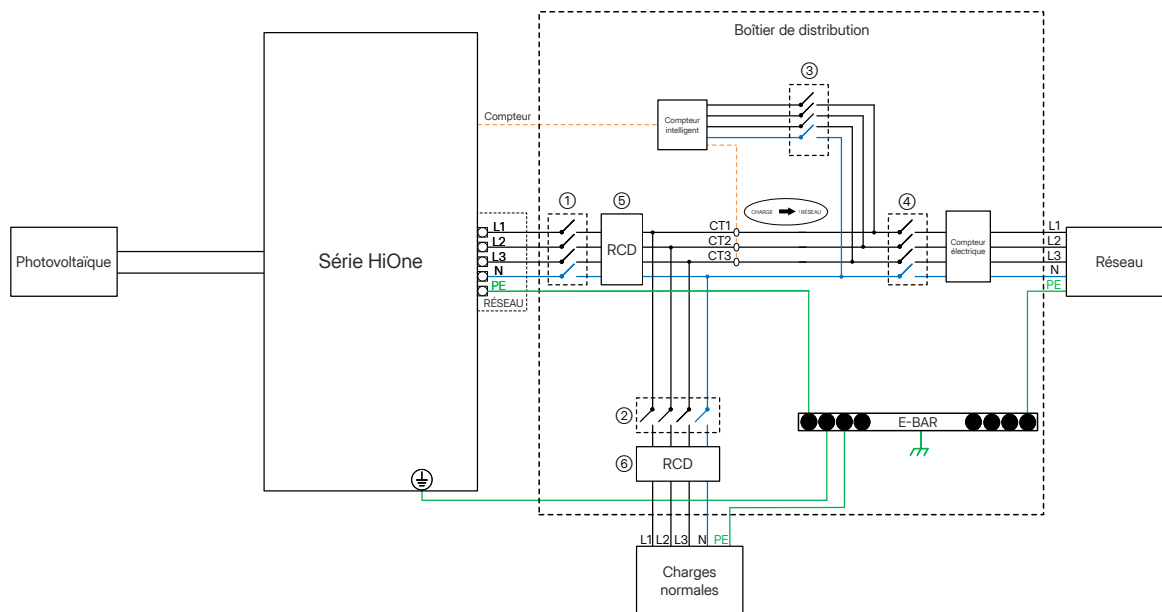 Boîtier de distribution
③
Compteur
Compteur
intelligent
①
⑤
④
CHARGE
RÉSEAU
L1
L2
L3
N
PE
RÉSEAU
RCD
CT1
CT2
CT3
Compteur
électrique
L1
L2
L3
N
PE
Réseau
Photovoltaïque
Série HiOne
②
E-BAR
⑥
RCD
L1 L2 L3 N PE
Charges
normales